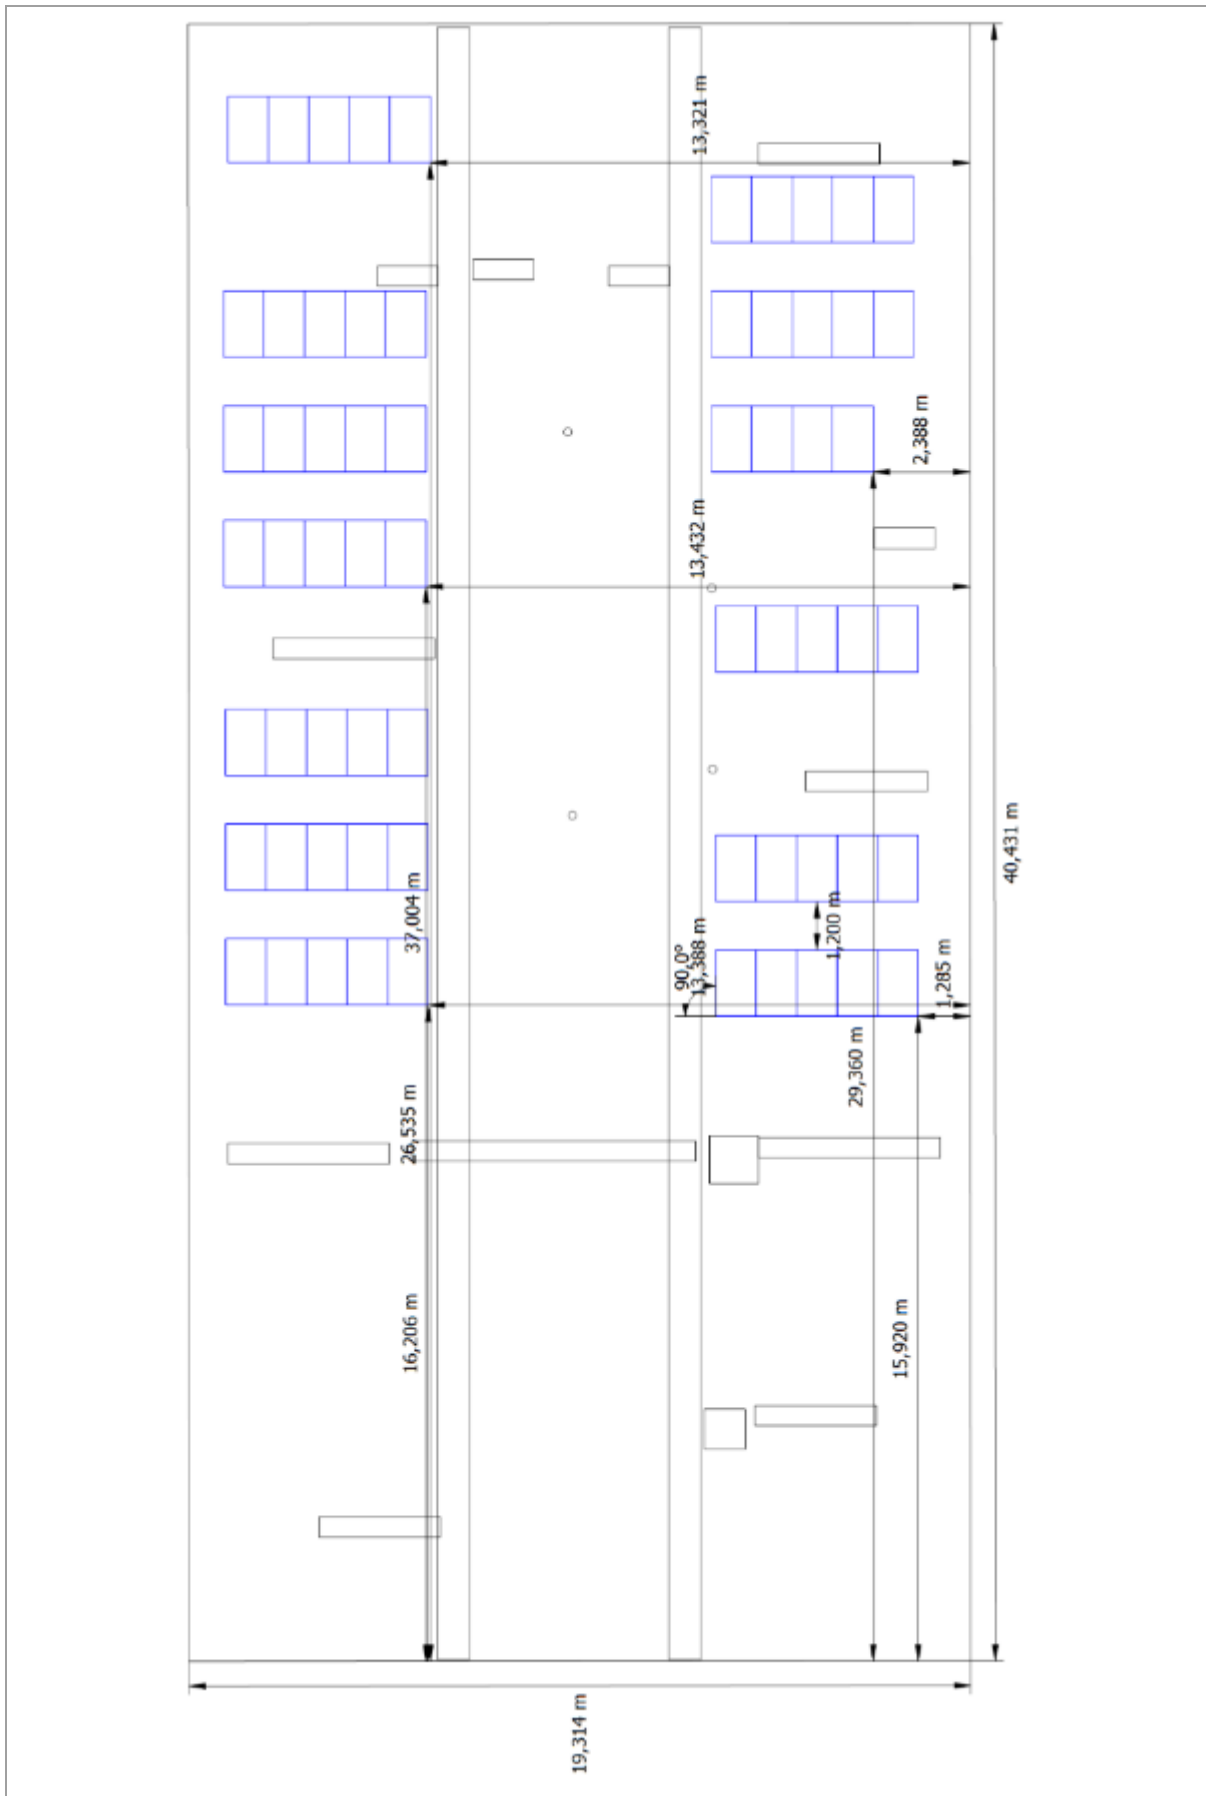 13,321 m
2,388 m
13,432 m
40,431 m
37,004 m
1,200 m
90,0°
13,388 m
1,285 m
29,360 m
26,535 m
16,206 m
15,920 m
19,314 m